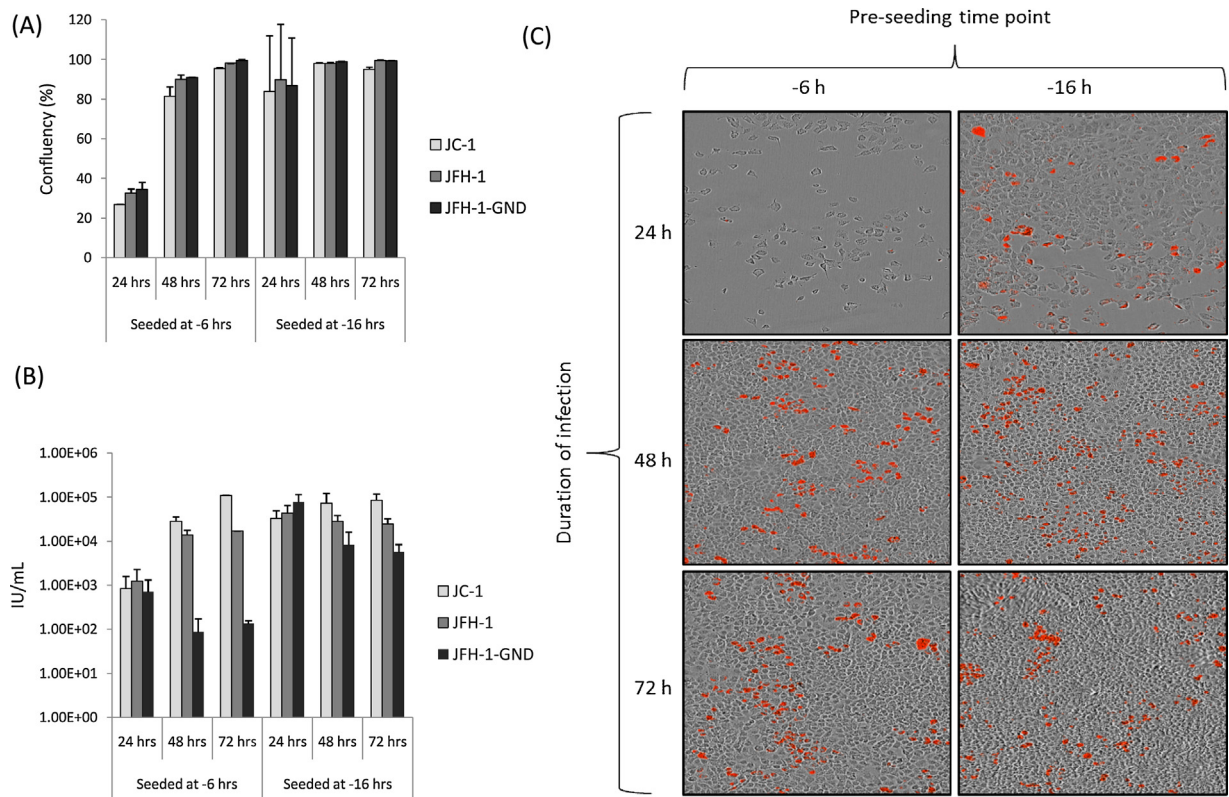 (A)
120
100
80
60
40
20
0
Confluency (%)
24 hrs 48 hrs 72 hrs 24 hrs 48 hrs 72 hrs
Seeded at -6 hrs Seeded at -16 hrs
JC-1
JFH-1
JFH-1-GND
(B)
1.00E+06
1.00E+05
1.00E+04
1.00E+03
1.00E+02
1.00E+01
1.00E+00
IU/mL
24 hrs 48 hrs 72 hrs 24 hrs 48 hrs 72 hrs
Seeded at -6 hrs Seeded at -16 hrs
JC-1
JFH-1
JFH-1-GND
(C)
Pre-seeding time point
-6 h -16 h
Duration of infection
24 h
48 h
72 h